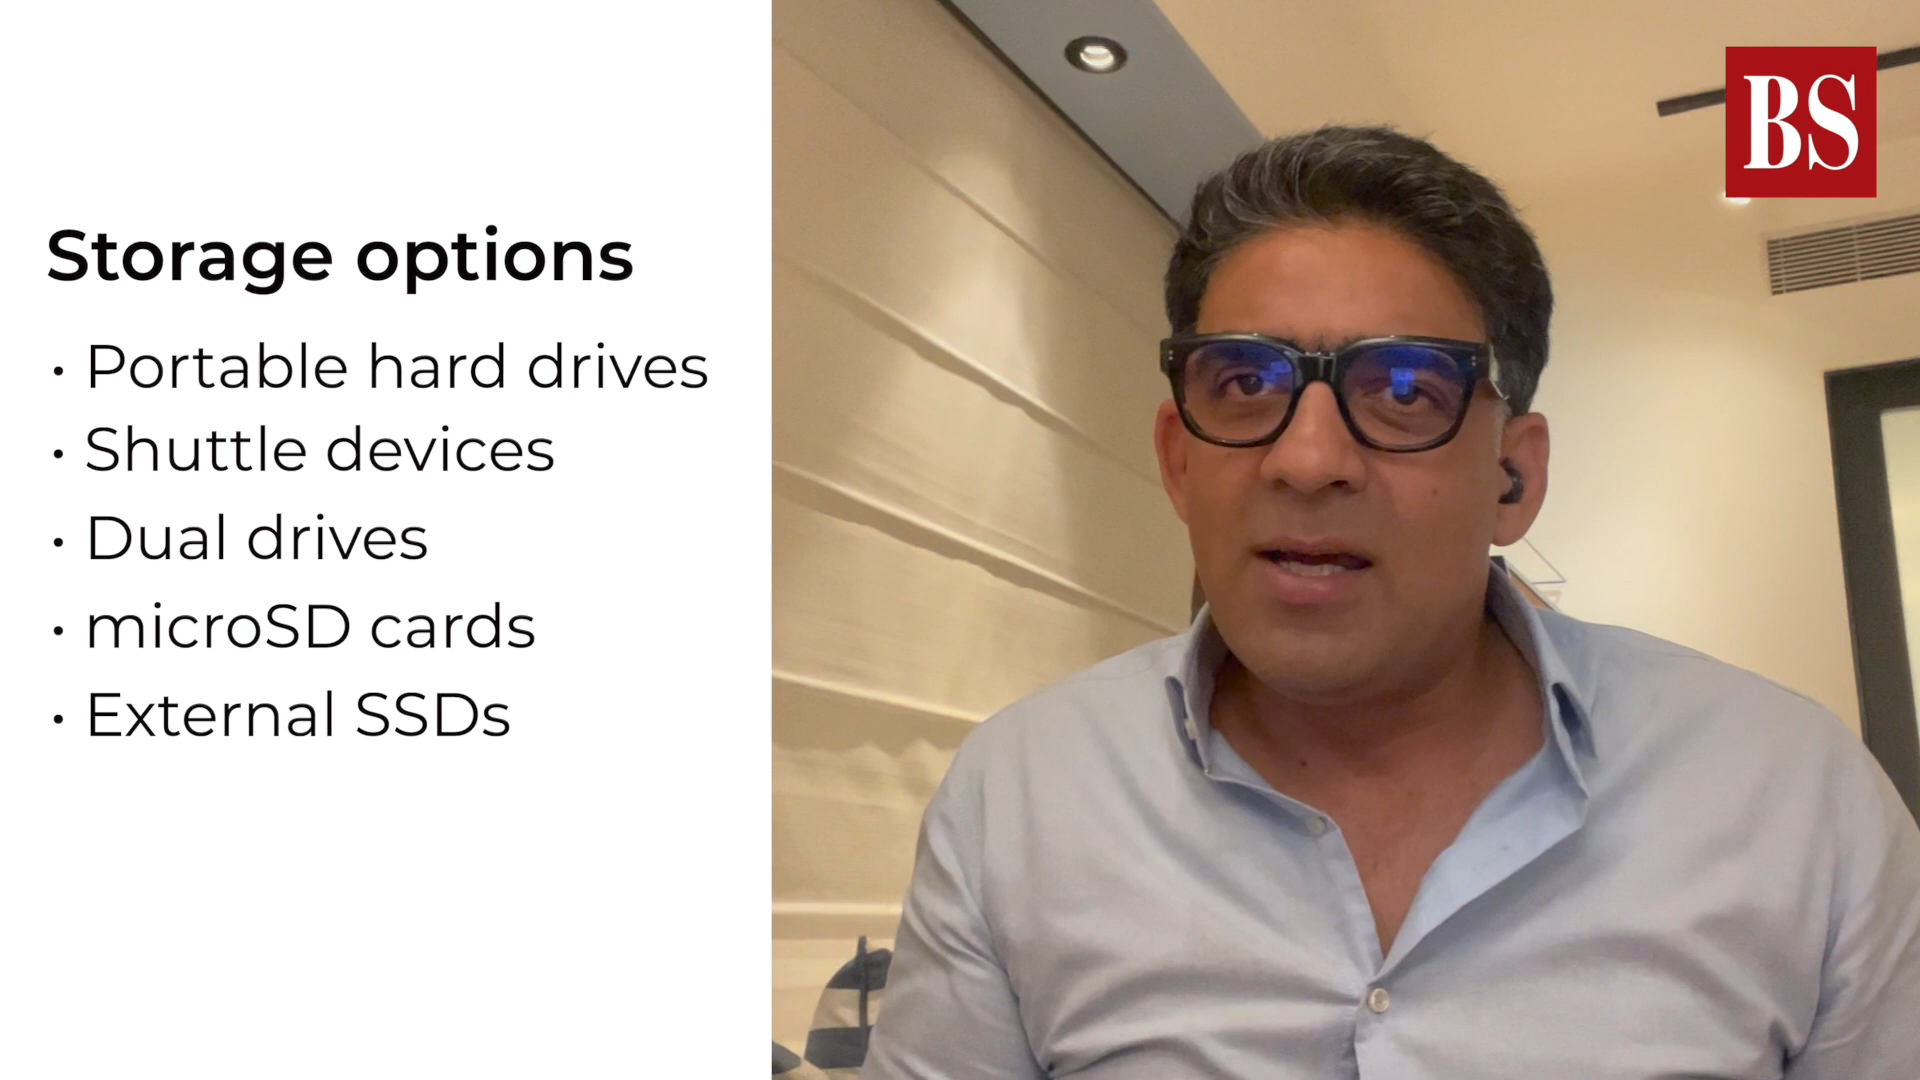 BS
Storage options
• Portable hard drives
• Shuttle devices
• Dual drives
• microSD cards
• External SSDs